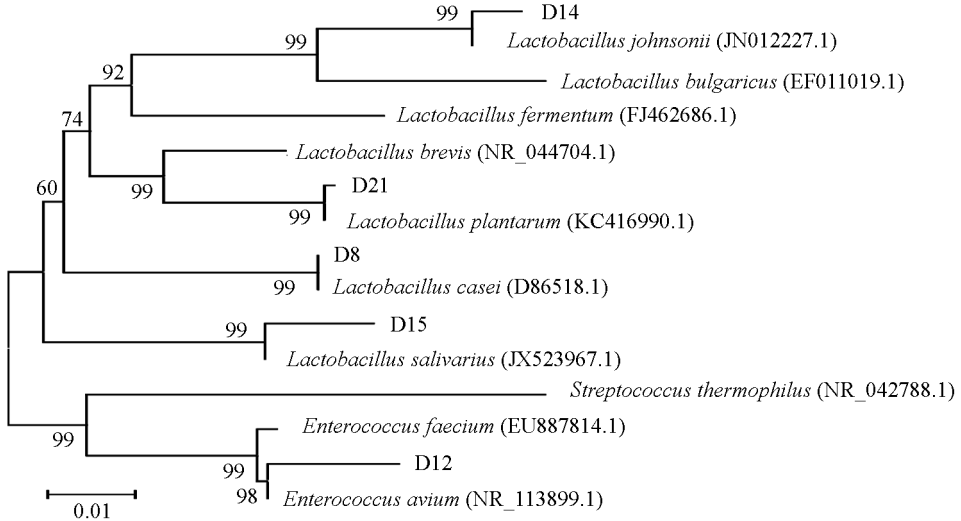 99 D14
Lactobacillus johnsonii (JN012227.1)
99
Lactobacillus bulgaricus (EF011019.1)
92
Lactobacillus fermentum (FJ462686.1)
74
Lactobacillus brevis (NR_044704.1)
99
D21
99
Lactobacillus plantarum (KC416990.1)
60
D8
99
Lactobacillus casei (D86518.1)
99 D15
Lactobacillus salivarius (JX523967.1)
Streptococcus thermophilus (NR_042788.1)
99
Enterococcus faecium (EU887814.1)
99
D12
98
Enterococcus avium (NR_113899.1)
0.01